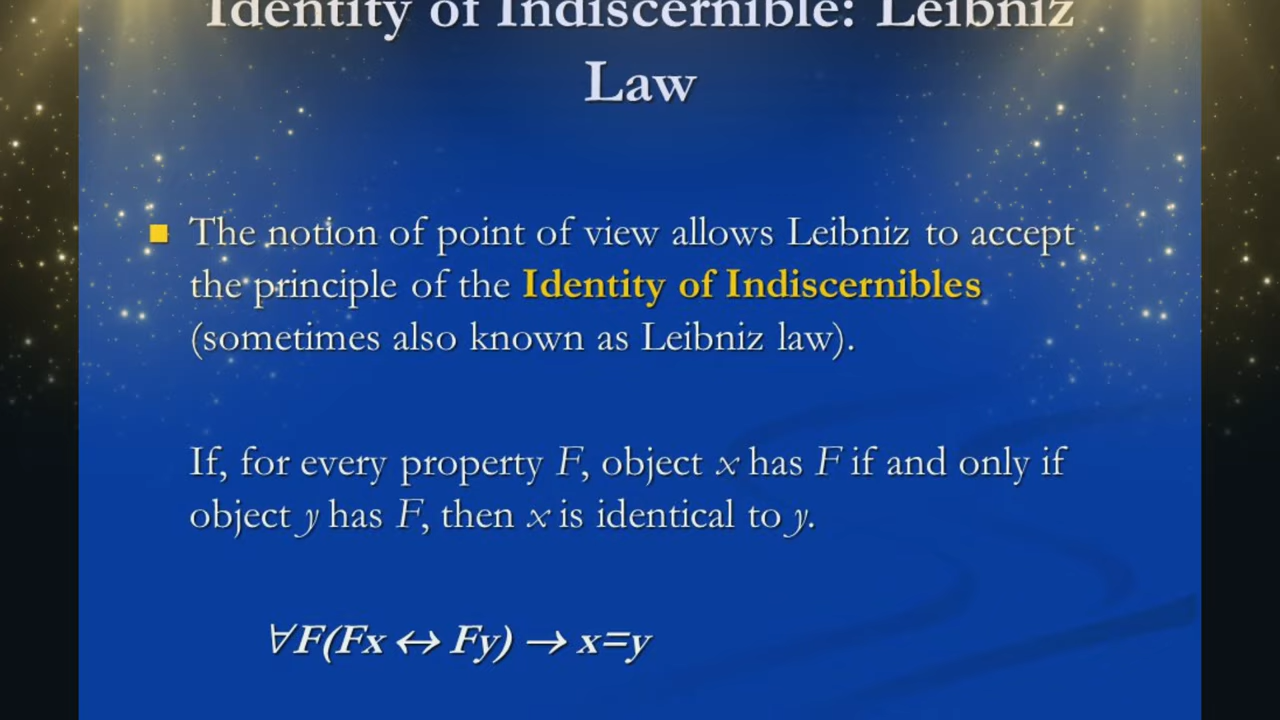 Identity of Indiscernible: Leibniz
Law
The notion of point of view allows Leibniz to accept
the principle of the Identity of Indiscernibles
(sometimes also known as Leibniz law).
If, for every property F, object x has F if and only if
object y has F, then x is identical to y.
∀F(Fx ↔ Fy) → x=y